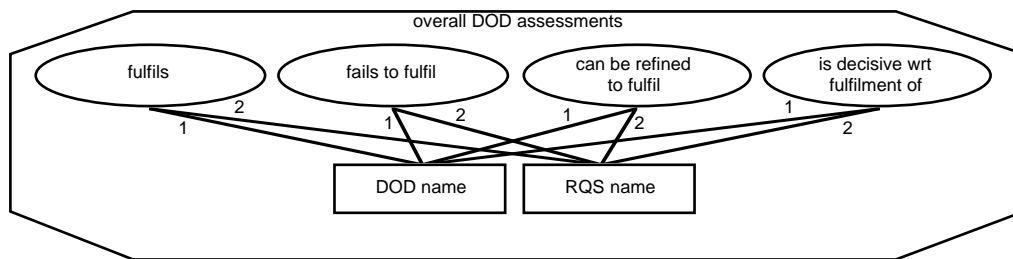 overall DOD assessments
fulfils
fails to fulfil
can be refined
to fulfil
is decisive wrt
fulfilment of
2
1
1
2
1
2
1
2
DOD name
RQS name